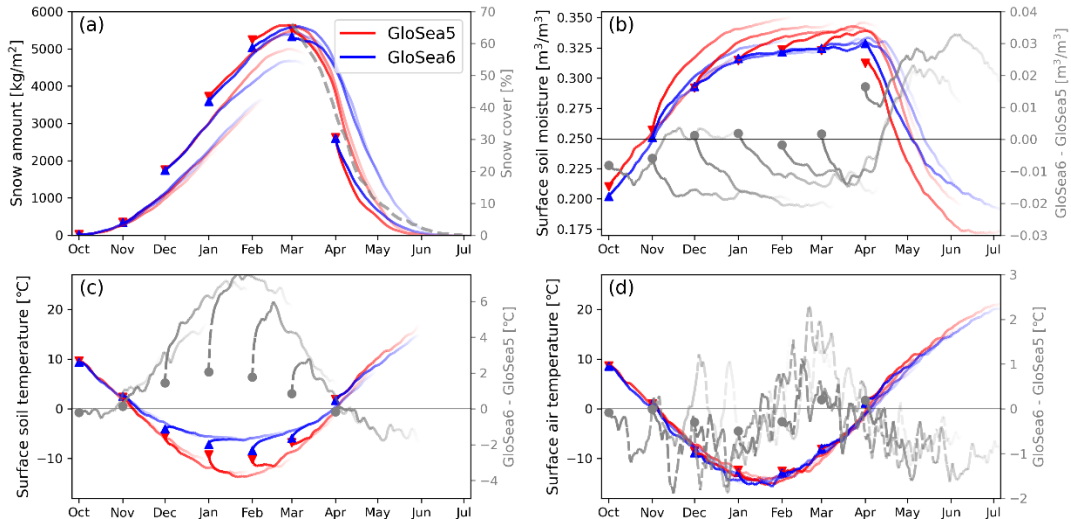 (a)
GloSea5
GloSea6
Snow amount [kg/m²]
6000
5000
4000
3000
2000
1000
0
Snow cover [%]
70
60
50
40
30
20
10
0
Oct Nov Dec Jan Feb Mar Apr May Jun Jul
(b)
Surface soil moisture [m³/m³]
0.350
0.325
0.300
0.275
0.250
0.225
0.200
0.175
GloSea6 - GloSea5 [m³/m³]
0.04
0.03
0.02
0.01
0.00
−0.01
−0.02
−0.03
Oct Nov Dec Jan Feb Mar Apr May Jun Jul
(c)
Surface soil temperature [℃]
20
10
0
−10
GloSea6 - GloSea5 [℃]
6
4
2
0
−2
−4
Oct Nov Dec Jan Feb Mar Apr May Jun Jul
(d)
Surface air temperature [℃]
20
10
0
−10
GloSea6 - GloSea5 [℃]
3
2
1
0
−1
−2
Oct Nov Dec Jan Feb Mar Apr May Jun Jul